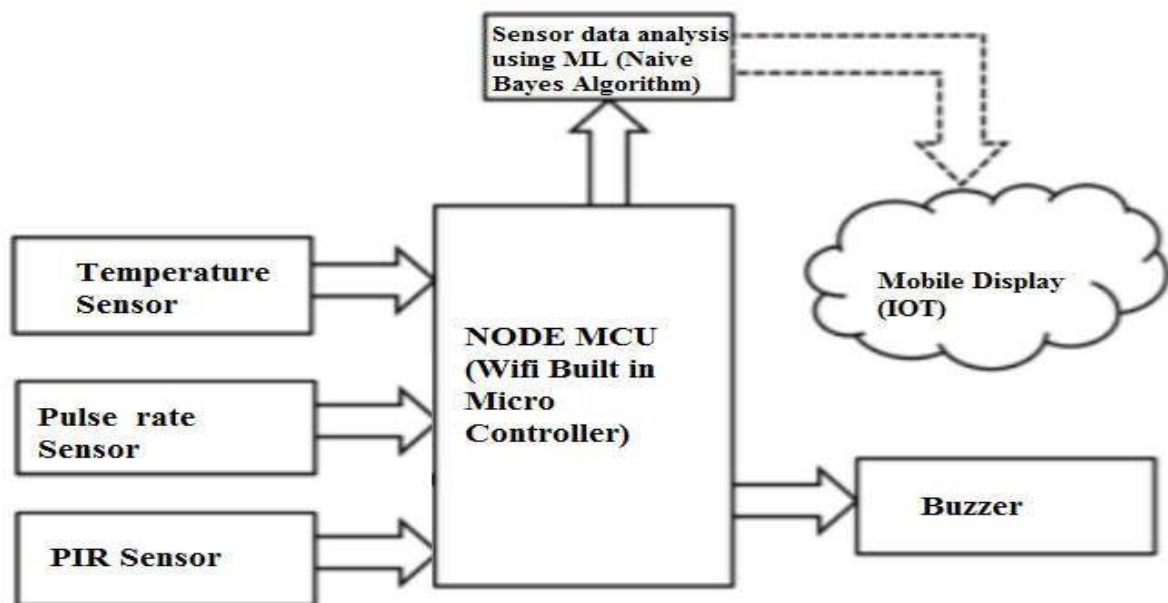 Sensor data analysis
using ML (Naive
Bayes Algorithm)
Temperature
Sensor
Mobile Display
(IOT)
NODE MCU
(Wifi Built in
Micro
Controller)
Pulse rate
Sensor
Buzzer
PIR Sensor